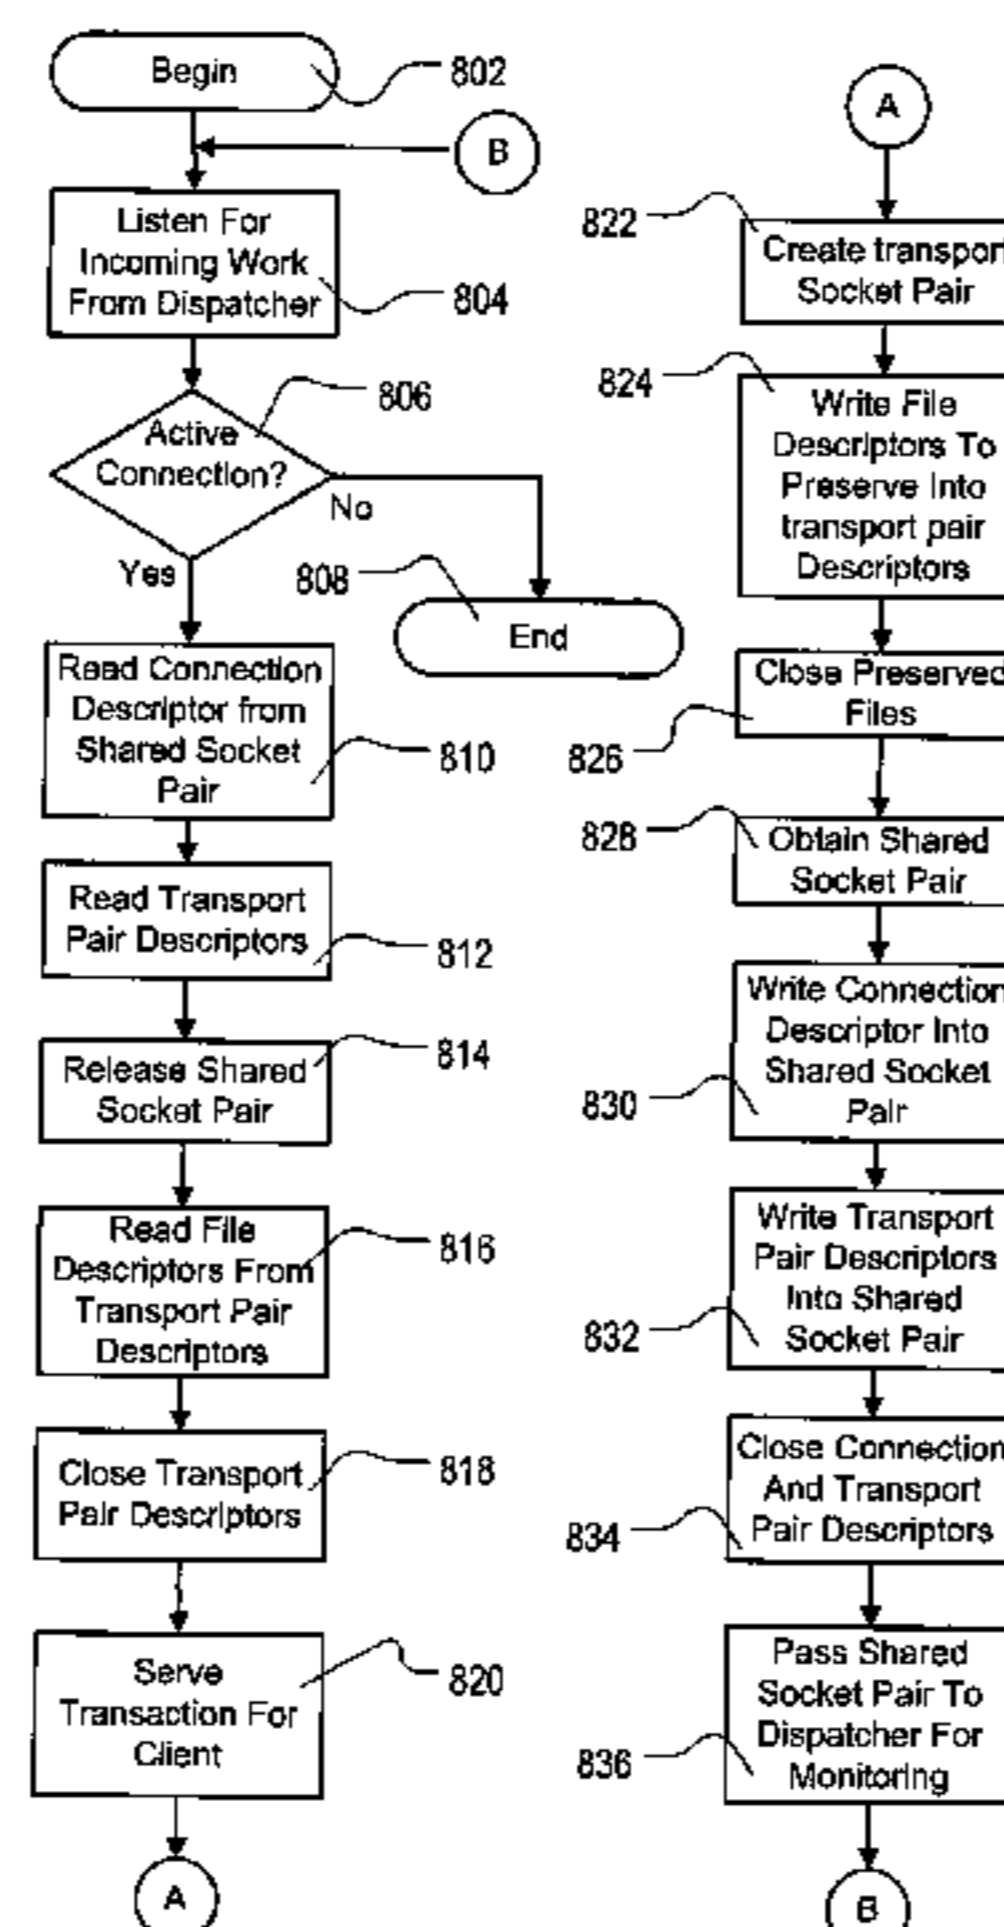 Begin
802
B
Listen For
Incoming Work
From Dispatcher
804
Active
Connection?
806
No
Yes
808
End
Read Connection
Descriptor from
Shared Socket
Pair
810
Read Transport
Pair Descriptors
812
Release Shared
Socket Pair
814
Read File
Descriptors From
Transport Pair
Descriptors
816
Close Transport
Pair Descriptors
818
Serve
Transaction For
Client
820
A
A
822
Create transport
Socket Pair
824
Write File
Descriptors To
Preserve Into
transport pair
Descriptors
Close Preserved
Files
826
828
Obtain Shared
Socket Pair
Write Connection
Descriptor Into
Shared Socket
Pair
830
Write Transport
Pair Descriptors
Into Shared
Socket Pair
832
Close Connection
And Transport
Pair Descriptors
834
Pass Shared
Socket Pair To
Dispatcher For
Monitoring
836
B